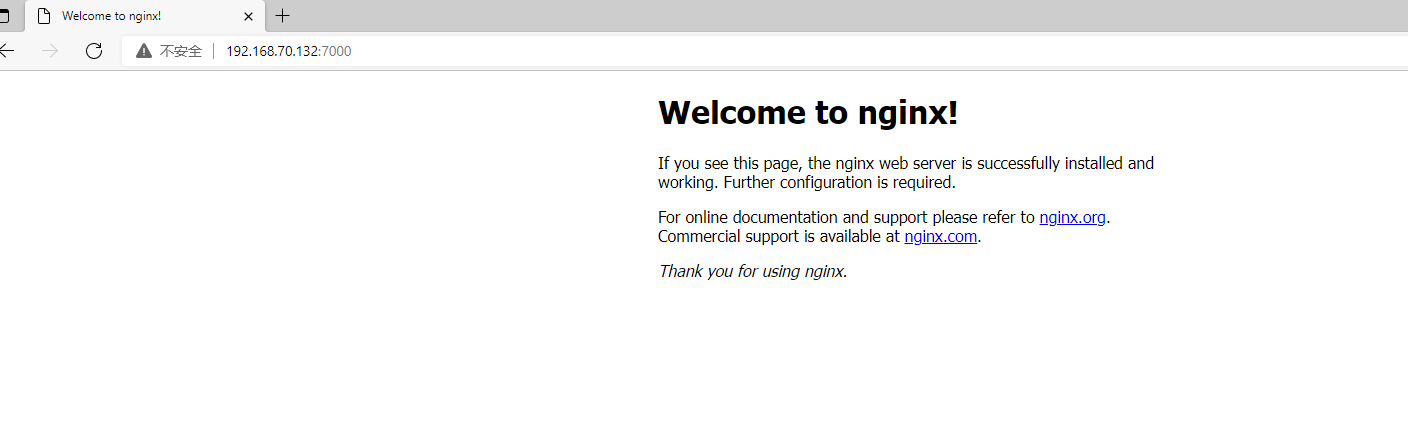 Welcome to nginx!
不安全 192.168.70.132:7000
Welcome to nginx!
If you see this page, the nginx web server is successfully installed and
working. Further configuration is required.
For online documentation and support please refer to nginx.org.
Commercial support is available at nginx.com.
Thank you for using nginx.